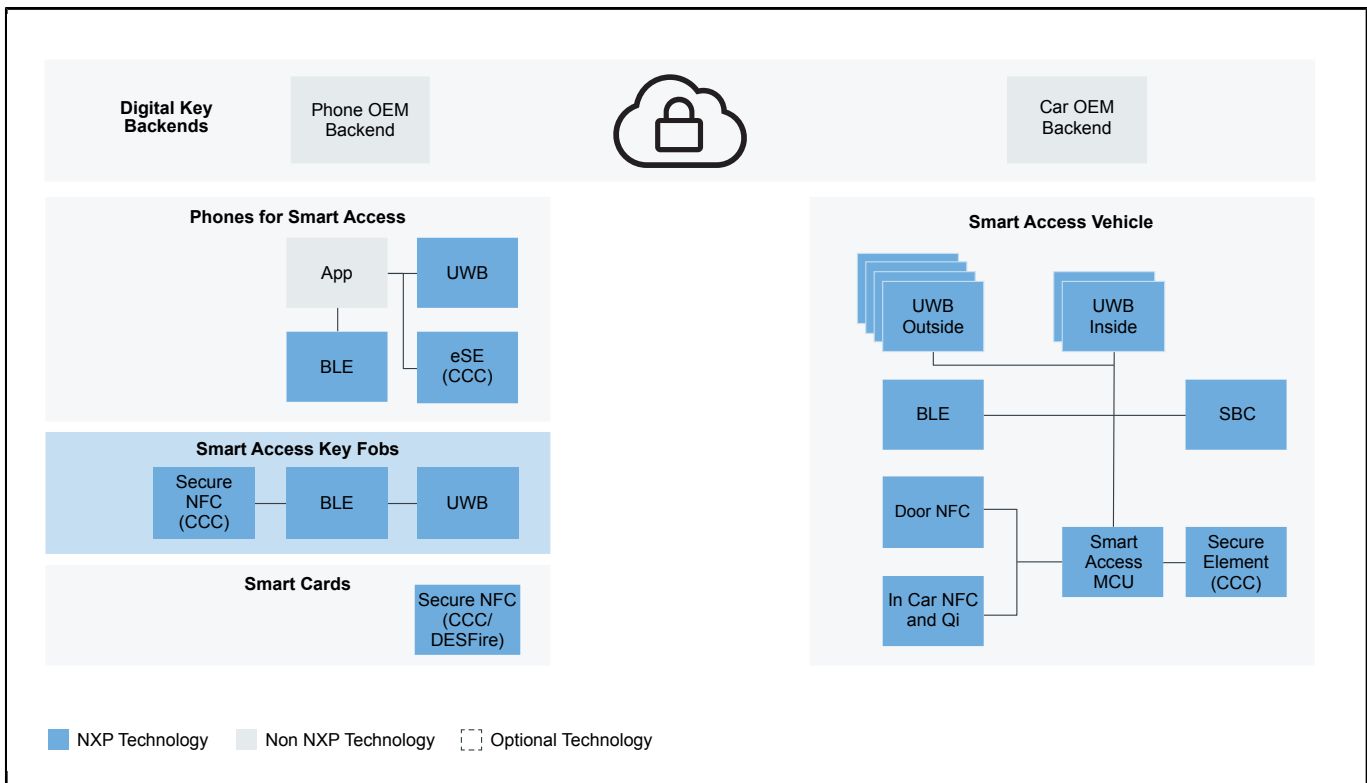 Digital Key
Backends
Phone OEM
Backend
Car OEM
Backend
Phones for Smart Access
App
UWB
BLE
eSE
(CCC)
Smart Access Key Fobs
Secure
NFC
(CCC)
BLE
UWB
Smart Cards
Secure NFC
(CCC/
DESFire)
Smart Access Vehicle
UWB
Outside
UWB
Inside
BLE
SBC
Door NFC
Smart
Access
MCU
Secure
Element
(CCC)
In Car NFC
and Qi
NXP Technology
Non NXP Technology
Optional Technology